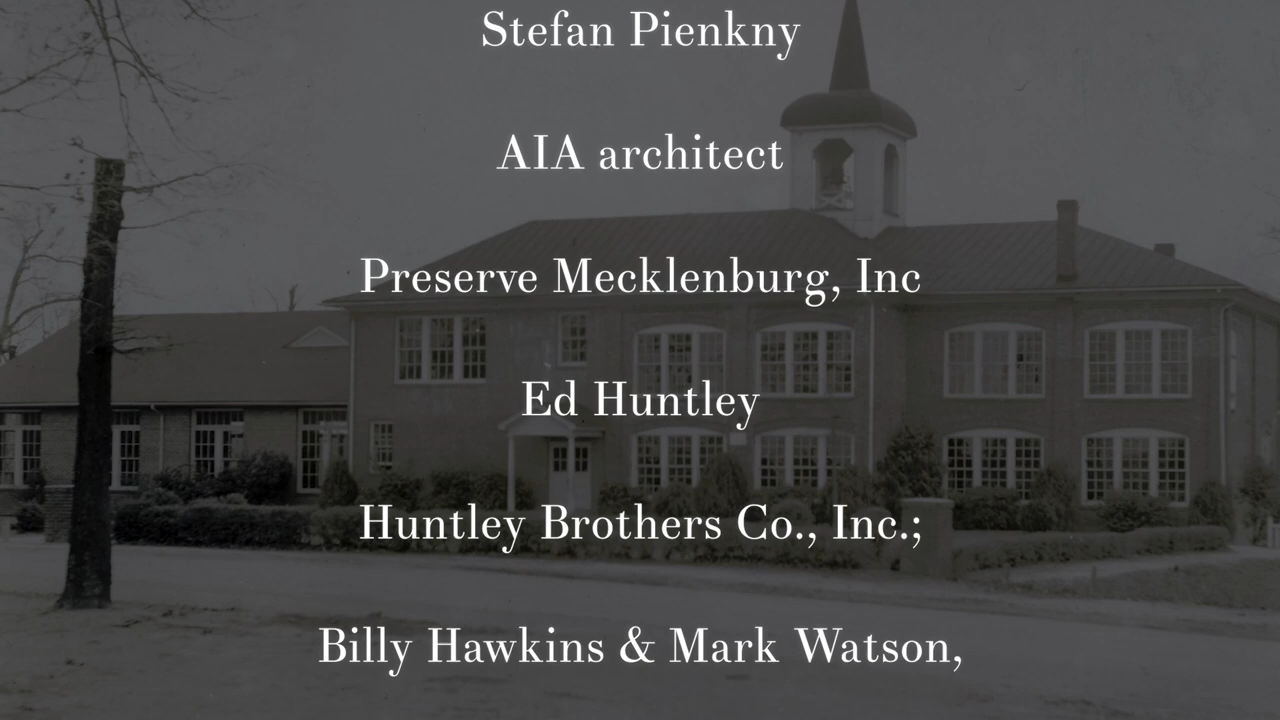 Stefan Pienkny
AIA architect
Preserve Mecklenburg, Inc
Ed Huntley
Huntley Brothers Co., Inc.;
Billy Hawkins & Mark Watson,